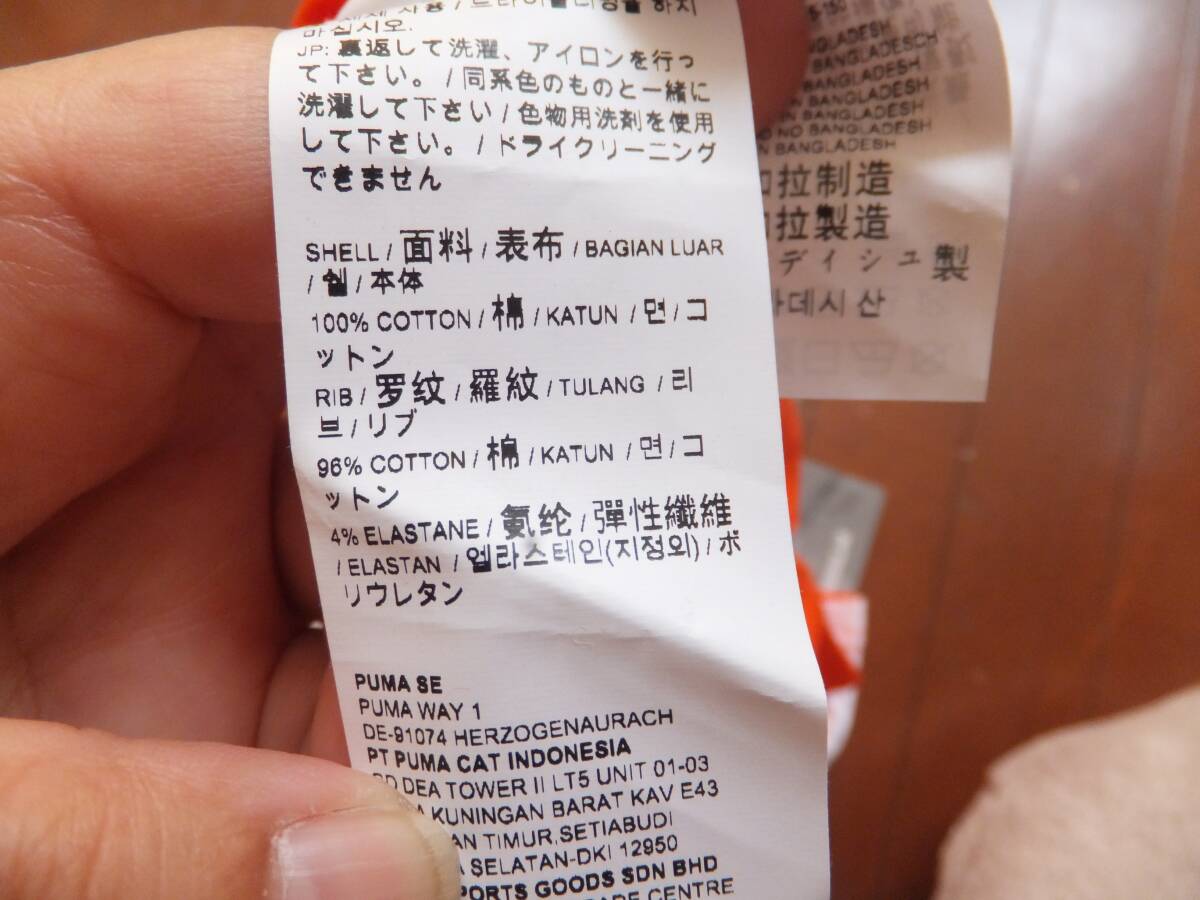 하지
마십시오.
JP: 裏返して洗濯、アイロンを行っ
て下さい。/ 同系色のものと一緒に
洗濯して下さい / 色物用洗剤を使用
して下さい。/ ドライクリーニング
できません
SHELL / 面料 / 表布 / BAGIAN LUAR
/ 쉘 / 本体
100% COTTON / 棉 / KATUN / 면 / コ
ットン
RIB / 罗纹 / 羅紋 / TULANG / 리
브 / リブ
96% COTTON / 棉 / KATUN / 면 / コ
ットン
4% ELASTANE / 氨纶 / 彈性纖維
/ ELASTAN / 엘라스테인(지정외) / ポ
リウレタン
PUMA SE
PUMA WAY 1
DE-91074 HERZOGENAURACH
PT PUMA CAT INDONESIA
DEA TOWER II LT5 UNIT 01-03
KUNINGAN BARAT KAV E43
TIMUR,SETIABUDI
SELATAN-DKI 12950
GOODS SDN BHD
CENTRE
BANGLADESCH
BANGLADESH
BANGLADESH
NO BANGLADESH
BANGLADESH
拉制造
拉製造
ディシュ製
데시 산